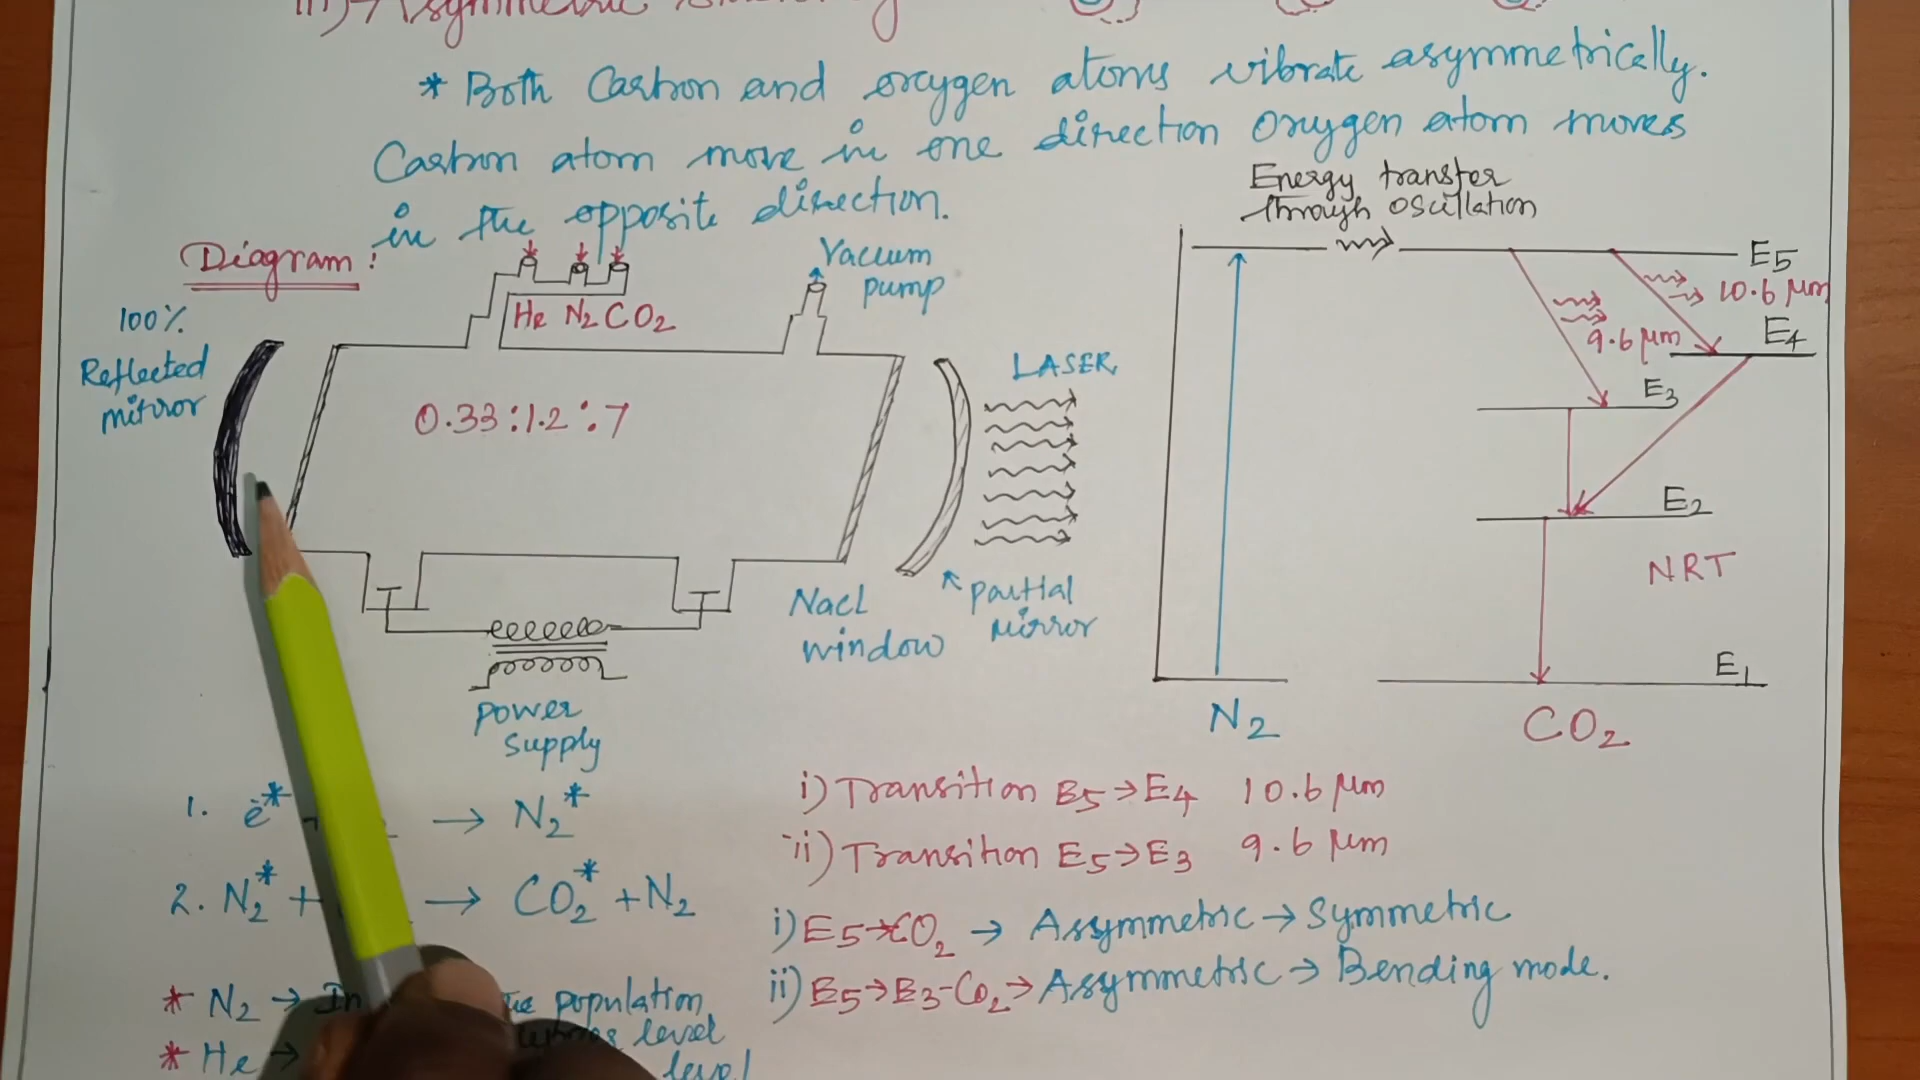 * Both Carbon and oxygen atoms vibrate asymmetrically.
Carbon atom move in one direction Oxygen atom moves
in the opposite direction.
Diagram:
100%
Reflected
mirror
He N2 CO2
Vacuum
pump
0.33:1.2:7
LASER
NaCl
window
partial
mirror
power
supply
Energy transfer
through oscillation
E5
10.6 μm
E4
9.6 μm
E3
E2
NRT
E1
N2
CO2
1. e* + → N2*
2. N2* + → CO2* + N2
* N2 → population
level
* He →
level
i) Transition E5→E4 10.6 μm
ii) Transition E5→E3 9.6 μm
i) E5→CO2 → Assymmetric → Symmetric
ii) E5→E3-CO2→ Asymmetric → Bending mode.